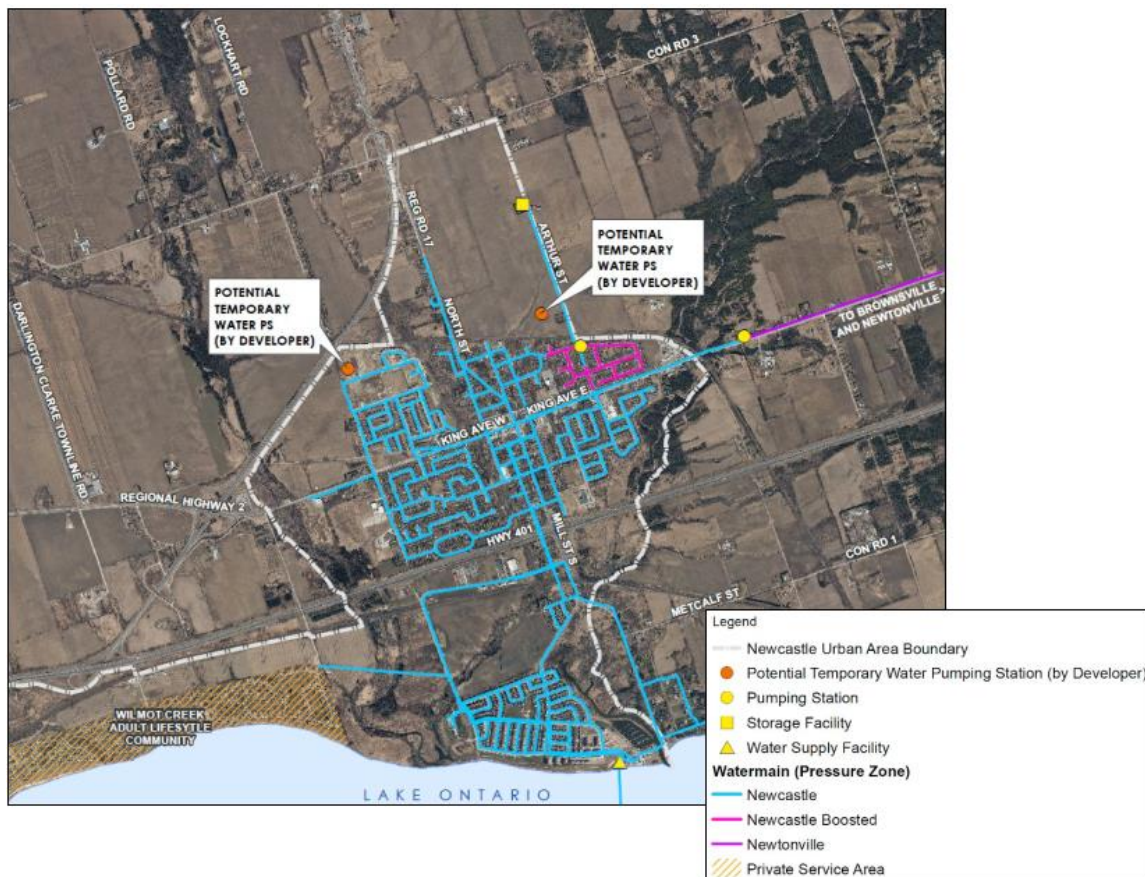 LOCKHART RD
POLLARD RD
CON RD 3
REG RD 17
ARTHUR ST
POTENTIAL
TEMPORARY
WATER PS
(BY DEVELOPER)
POTENTIAL
TEMPORARY
WATER PS
(BY DEVELOPER)
NORTH ST
TO BROWNSVILLE >
AND NEWTONVILLE
DARLINGTON CLARKE TOWNLINE RD
KING AVE W
KING AVE E
REGIONAL HIGHWAY 2
HWY 401
MILL ST S
CON RD 1
METCALF ST
WILMOT CREEK
ADULT LIFESYTLE
COMMUNITY
LAKE ONTARIO
Legend
Newcastle Urban Area Boundary
Potential Temporary Water Pumping Station (by Developer)
Pumping Station
Storage Facility
Water Supply Facility
Watermain (Pressure Zone)
Newcastle
Newcastle Boosted
Newtonville
Private Service Area